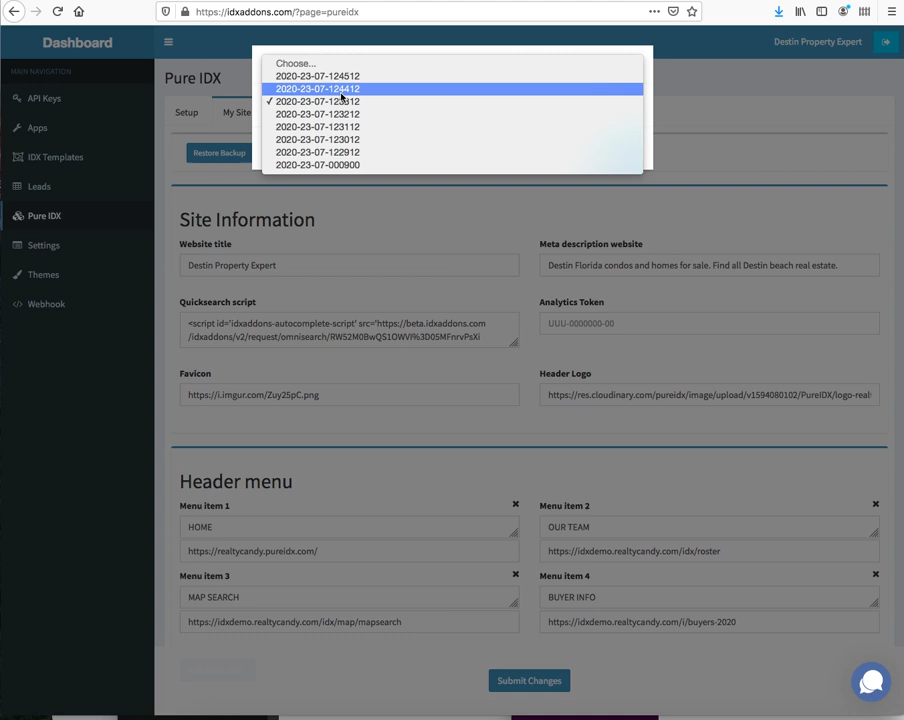 https://idxaddons.com/?page=pureidx
Dashboard
Destin Property Expert
MAIN NAVIGATION
API Keys
Apps
IDX Templates
Leads
Pure IDX
Settings
Themes
Webhook
Pure IDX
Setup
My Site
Restore Backup
Choose...
2020-23-07-124512
2020-23-07-124412
2020-23-07-123212
2020-23-07-123112
2020-23-07-123012
2020-23-07-122912
2020-23-07-000900
Site Information
Website title
Meta description website
Destin Property Expert
Destin Florida condos and homes for sale. Find all Destin beach real estate.
Quicksearch script
Analytics Token
<script id='idxaddons-autocomplete-script' src='https://beta.idxaddons.com
/idxaddons/v2/request/omnisearch/RW52M0BwQS1OWVI%3D05MFnrvPsXi
UUU-0000000-00
Favicon
Header Logo
https://i.imgur.com/Zuy25pC.png
https://res.cloudinary.com/pureidx/image/upload/v1594080102/PureIDX/logo-real
Header menu
Menu item 1
Menu item 2
HOME
OUR TEAM
https://realtycandy.pureidx.com/
https://idxdemo.realtycandy.com/idx/roster
Menu item 3
Menu item 4
MAP SEARCH
BUYER INFO
https://idxdemo.realtycandy.com/idx/map/mapsearch
https://idxdemo.realtycandy.com/i/buyers-2020
Submit Changes